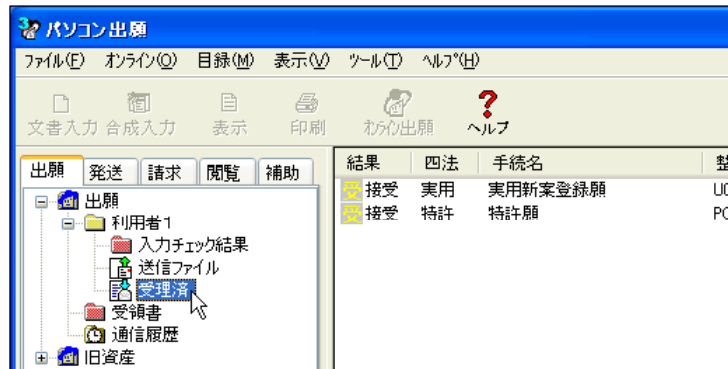 パソコン出願
ファイル(F) オンライン(O) 目録(M) 表示(V) ツール(T) ヘルプ(H)
文書入力 合成入力 表示 印刷 オンライン出願 ヘルプ
出願 発送 請求 閲覧 補助
結果 四法 手続名 整
受 接受 実用 実用新案登録願
受 接受 特許 特許願
出願
利用者1
入力チェック結果
送信ファイル
受理済
受領書
通信履歴
旧資産